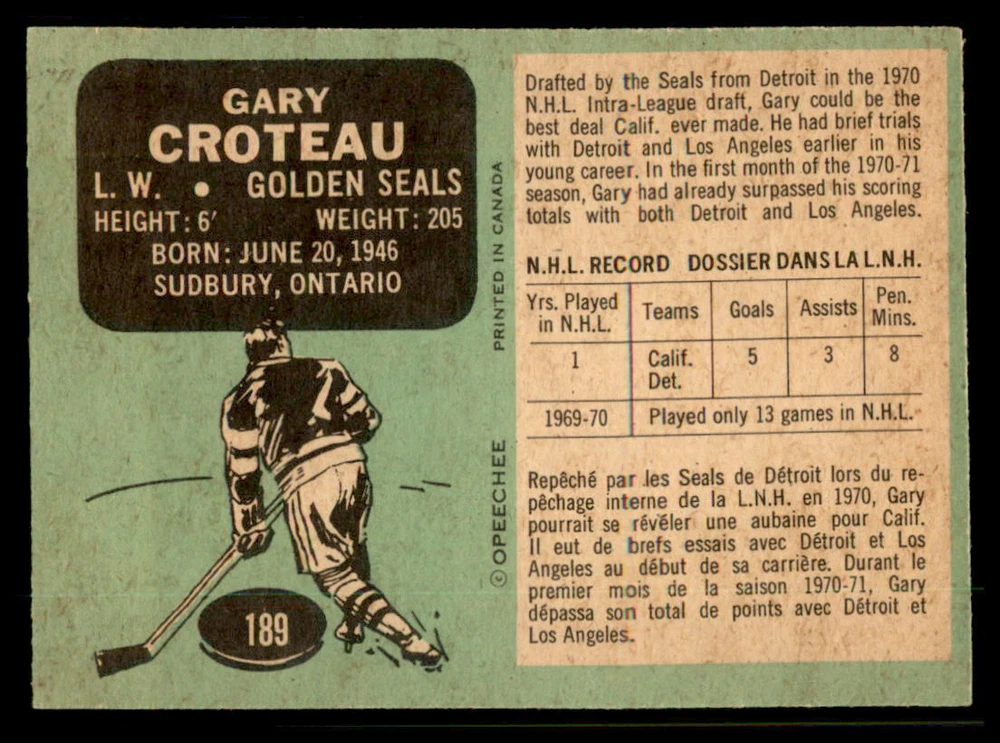 GARY
CROTEAU
L. W. • GOLDEN SEALS
HEIGHT: 6' WEIGHT: 205
BORN: JUNE 20, 1946
SUDBURY, ONTARIO
189
© OPEECHEE PRINTED IN CANADA
Drafted by the Seals from Detroit in the 1970
N.H.L. Intra-League draft, Gary could be the
best deal Calif. ever made. He had brief trials
with Detroit and Los Angeles earlier in his
young career. In the first month of the 1970-71
season, Gary had already surpassed his scoring
totals with both Detroit and Los Angeles.
N.H.L. RECORD DOSSIER DANS LA L.N.H.
Yrs. Played
in N.H.L.
Teams
Goals
Assists
Pen.
Mins.
1
Calif.
Det.
5
3
8
1969-70 Played only 13 games in N.H.L.
Repêché par les Seals de Détroit lors du re-
pêchage interne de la L.N.H. en 1970, Gary
pourrait se révéler une aubaine pour Calif.
Il eut de brefs essais avec Détroit et Los
Angeles au début de sa carrière. Durant le
premier mois de la saison 1970-71, Gary
dépassa son total de points avec Détroit et
Los Angeles.